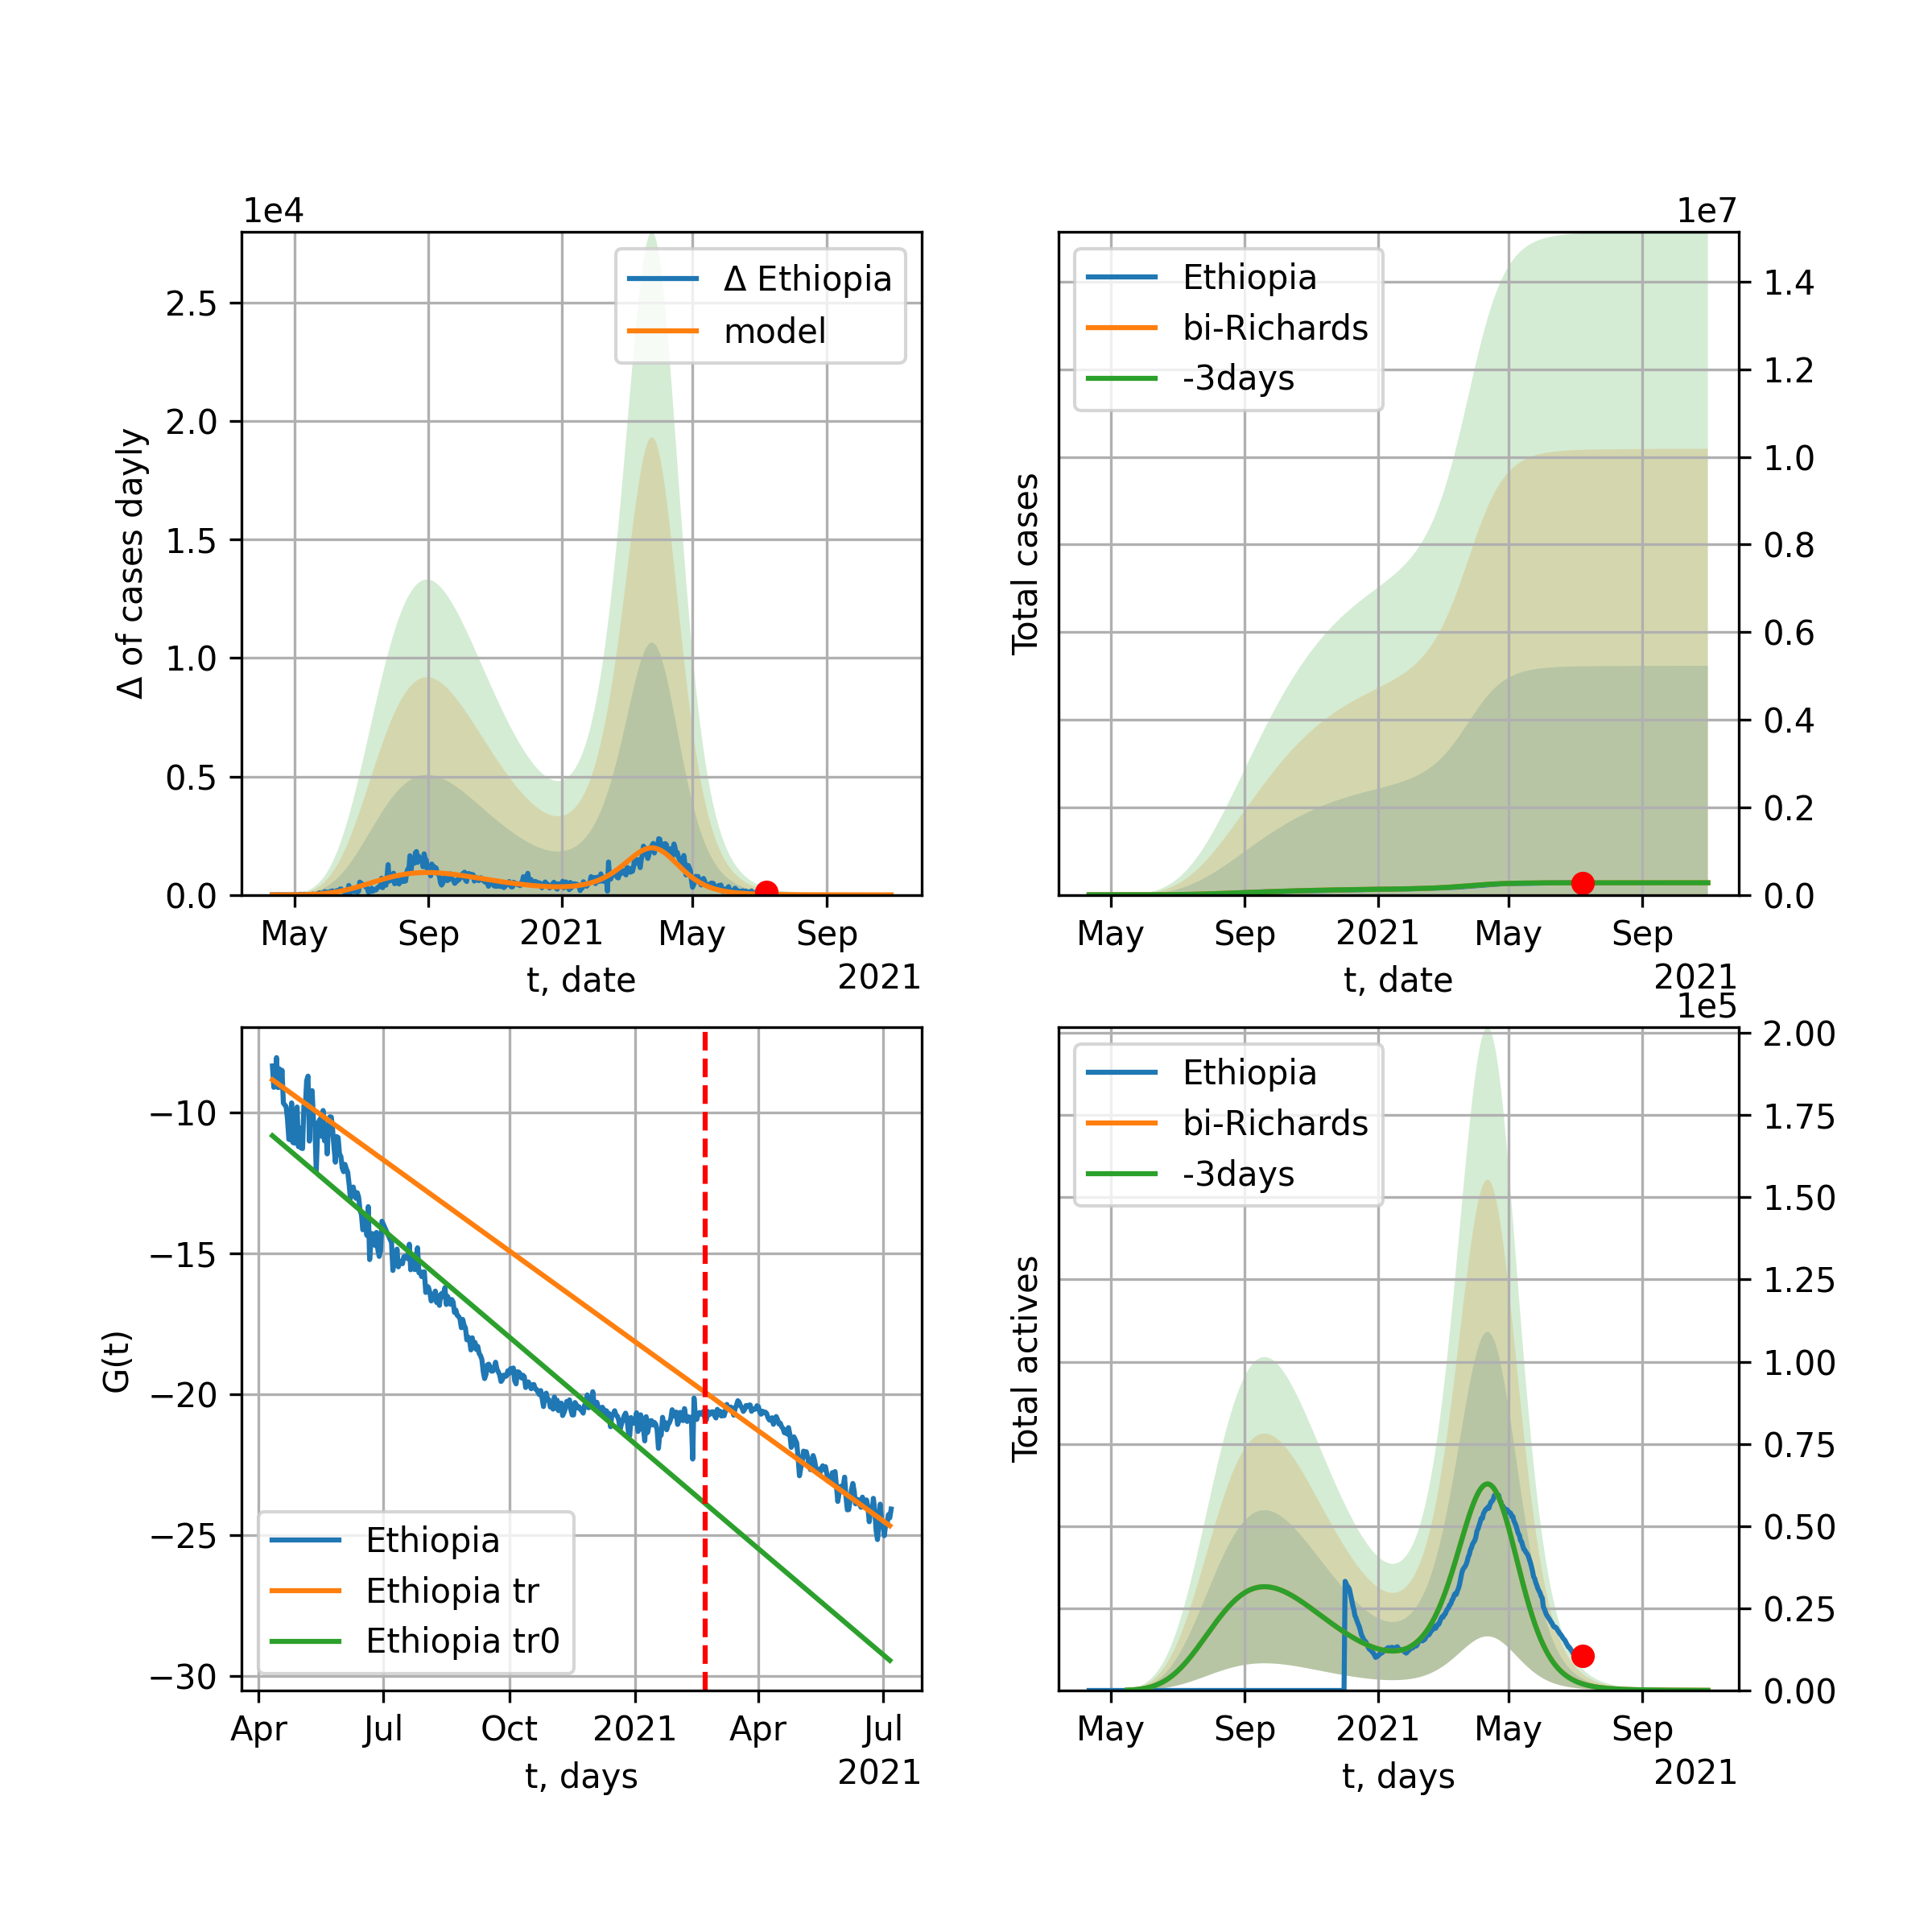 1e4
2.5
2.0
1.5
1.0
0.5
0.0
Δ of cases dayly
Δ Ethiopia
model
May Sep 2021 May Sep
t, date
2021
1e7
1.4
1.2
1.0
0.8
0.6
0.4
0.2
0.0
Total cases
Ethiopia
bi-Richards
-3days
May Sep 2021 May Sep
t, date
2021
−10
−15
−20
−25
−30
G(t)
Ethiopia
Ethiopia tr
Ethiopia tr0
Apr Jul Oct 2021 Apr Jul
t, days
2021
1e5
2.00
1.75
1.50
1.25
1.00
0.75
0.50
0.25
0.00
Total actives
Ethiopia
bi-Richards
-3days
May Sep 2021 May Sep
t, days
2021